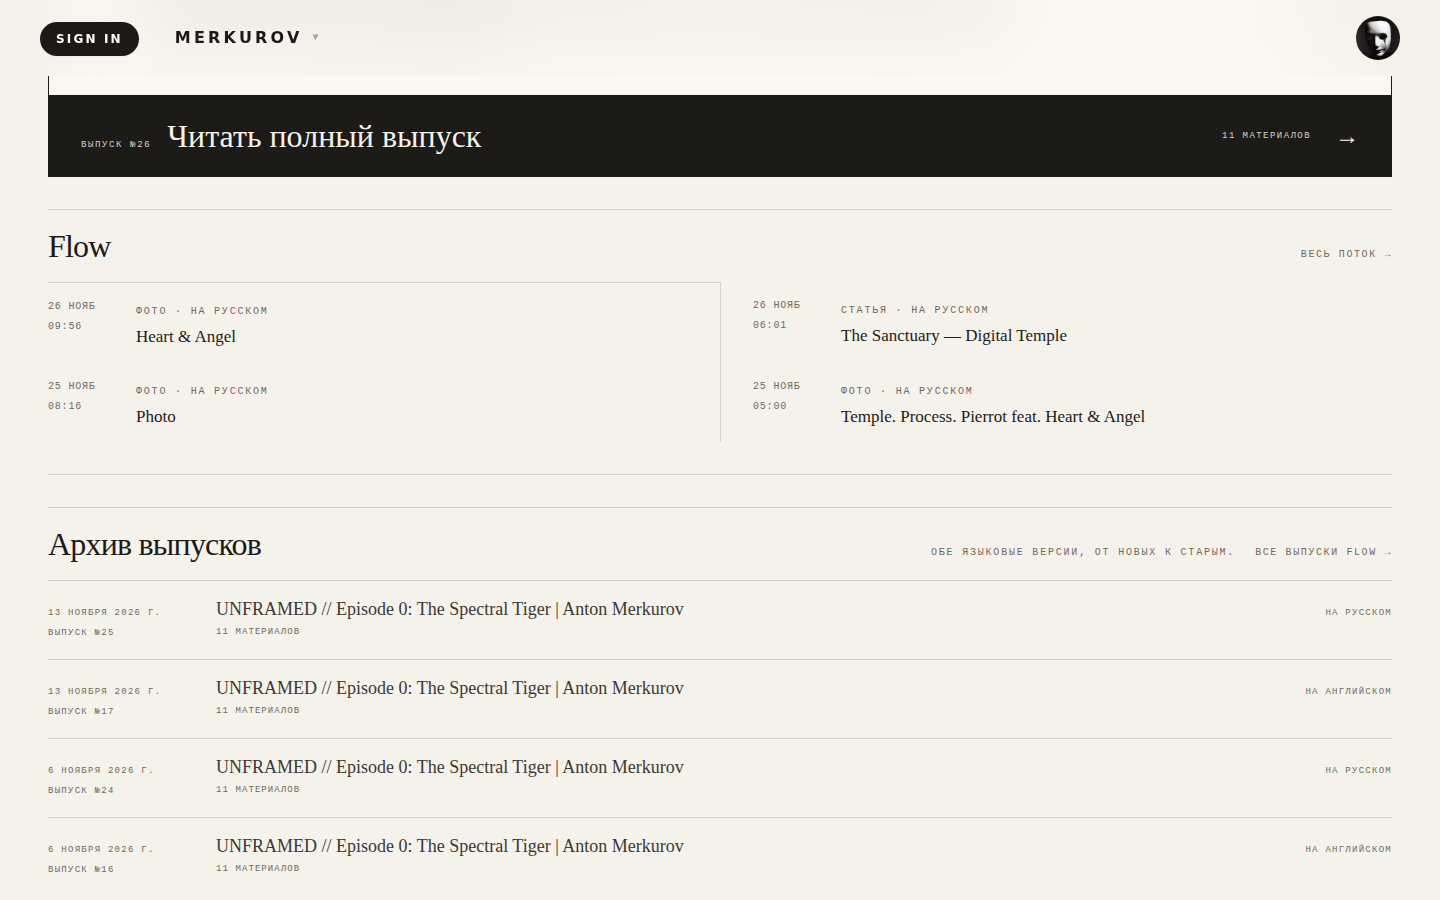 SIGN IN
MERKUROV ▼
ВЫПУСК №26 Читать полный выпуск 11 МАТЕРИАЛОВ →
Flow
ВЕСЬ ПОТОК →
26 НОЯБ
09:56
ФОТО · НА РУССКОМ
Heart & Angel
26 НОЯБ
06:01
СТАТЬЯ · НА РУССКОМ
The Sanctuary — Digital Temple
25 НОЯБ
08:16
ФОТО · НА РУССКОМ
Photo
25 НОЯБ
05:00
ФОТО · НА РУССКОМ
Temple. Process. Pierrot feat. Heart & Angel
Архив выпусков
ОБЕ ЯЗЫКОВЫЕ ВЕРСИИ, ОТ НОВЫХ К СТАРЫМ. ВСЕ ВЫПУСКИ FLOW →
13 НОЯБРЯ 2026 Г.
ВЫПУСК №25
UNFRAMED // Episode 0: The Spectral Tiger | Anton Merkurov
11 МАТЕРИАЛОВ
НА РУССКОМ
13 НОЯБРЯ 2026 Г.
ВЫПУСК №17
UNFRAMED // Episode 0: The Spectral Tiger | Anton Merkurov
11 МАТЕРИАЛОВ
НА АНГЛИЙСКОМ
6 НОЯБРЯ 2026 Г.
ВЫПУСК №24
UNFRAMED // Episode 0: The Spectral Tiger | Anton Merkurov
11 МАТЕРИАЛОВ
НА РУССКОМ
6 НОЯБРЯ 2026 Г.
ВЫПУСК №16
UNFRAMED // Episode 0: The Spectral Tiger | Anton Merkurov
11 МАТЕРИАЛОВ
НА АНГЛИЙСКОМ